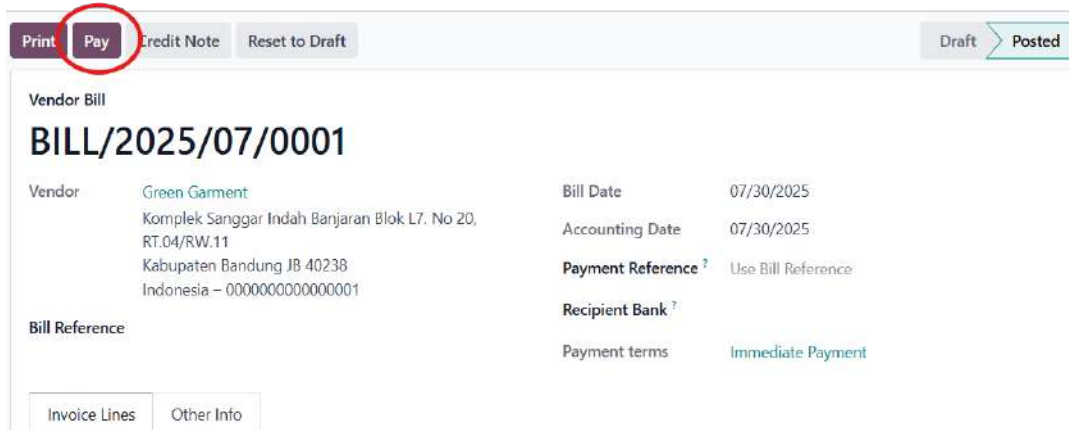 Print Pay Credit Note Reset to Draft Draft Posted
Vendor Bill
BILL/2025/07/0001
Vendor Green Garment
Komplek Sanggar Indah Banjaran Blok L7. No 20,
RT.04/RW.11
Kabupaten Bandung JB 40238
Indonesia – 0000000000000001
Bill Reference
Bill Date 07/30/2025
Accounting Date 07/30/2025
Payment Reference ? Use Bill Reference
Recipient Bank ?
Payment terms Immediate Payment
Invoice Lines Other Info